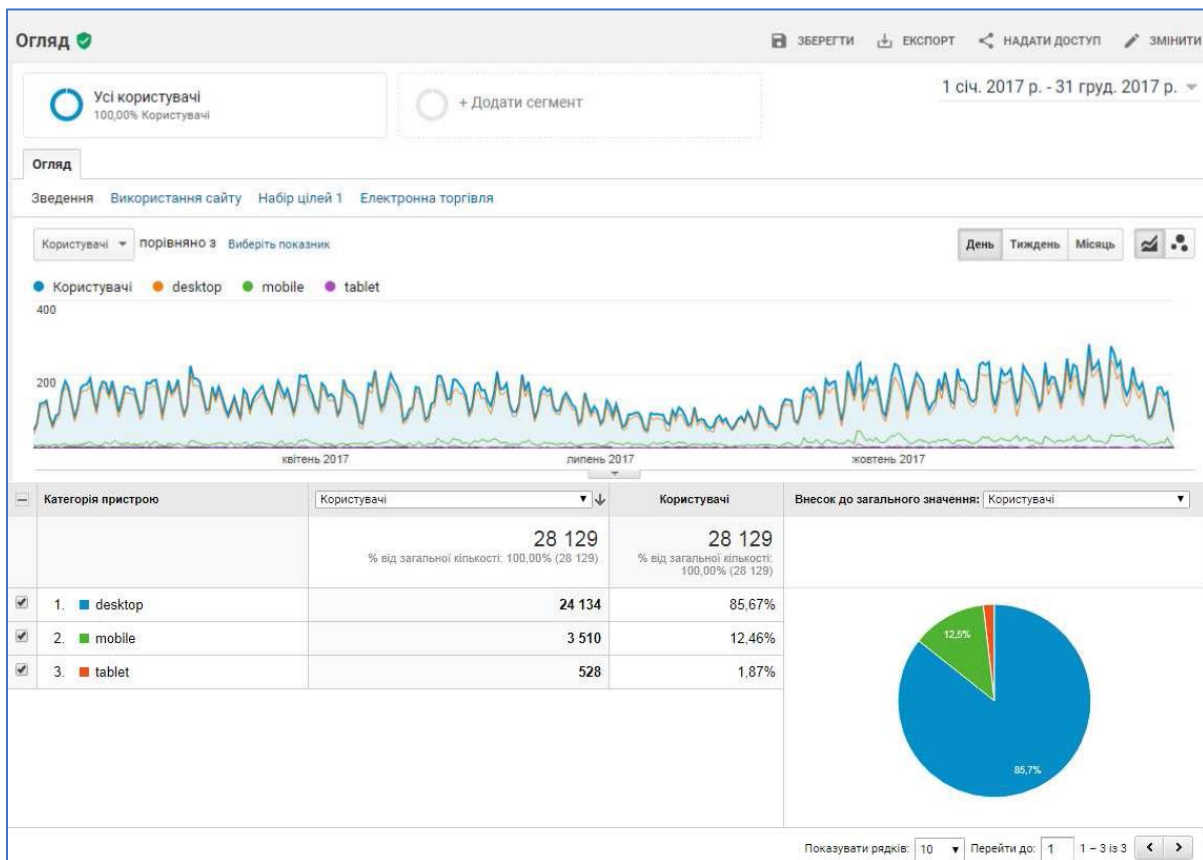 Огляд
ЗБЕРЕГТИ ЕКСПОРТ НАДАТИ ДОСТУП ЗМІНИТИ
Усі користувачі
100,00% Користувачі
+ Додати сегмент
1 січ. 2017 р. - 31 груд. 2017 р.
Огляд
Зведення Використання сайту Набір цілей 1 Електронна торгівля
Користувачі порівняно з Виберіть показник
День Тиждень Місяць
Користувачі desktop mobile tablet
400
200
квітень 2017 липень 2017 жовтень 2017
Категорія пристрою Користувачі Користувачі Внесок до загального значення: Користувачі
28 129 28 129
% від загальної кількості: 100,00% (28 129)
% від загальної кількості:
100,00% (28 129)
1. desktop 24 134 85,67%
2. mobile 3 510 12,46%
3. tablet 528 1,87%
12,5%
85,7%
Показувати рядків: 10 Перейти до: 1 1 – 3 із 3